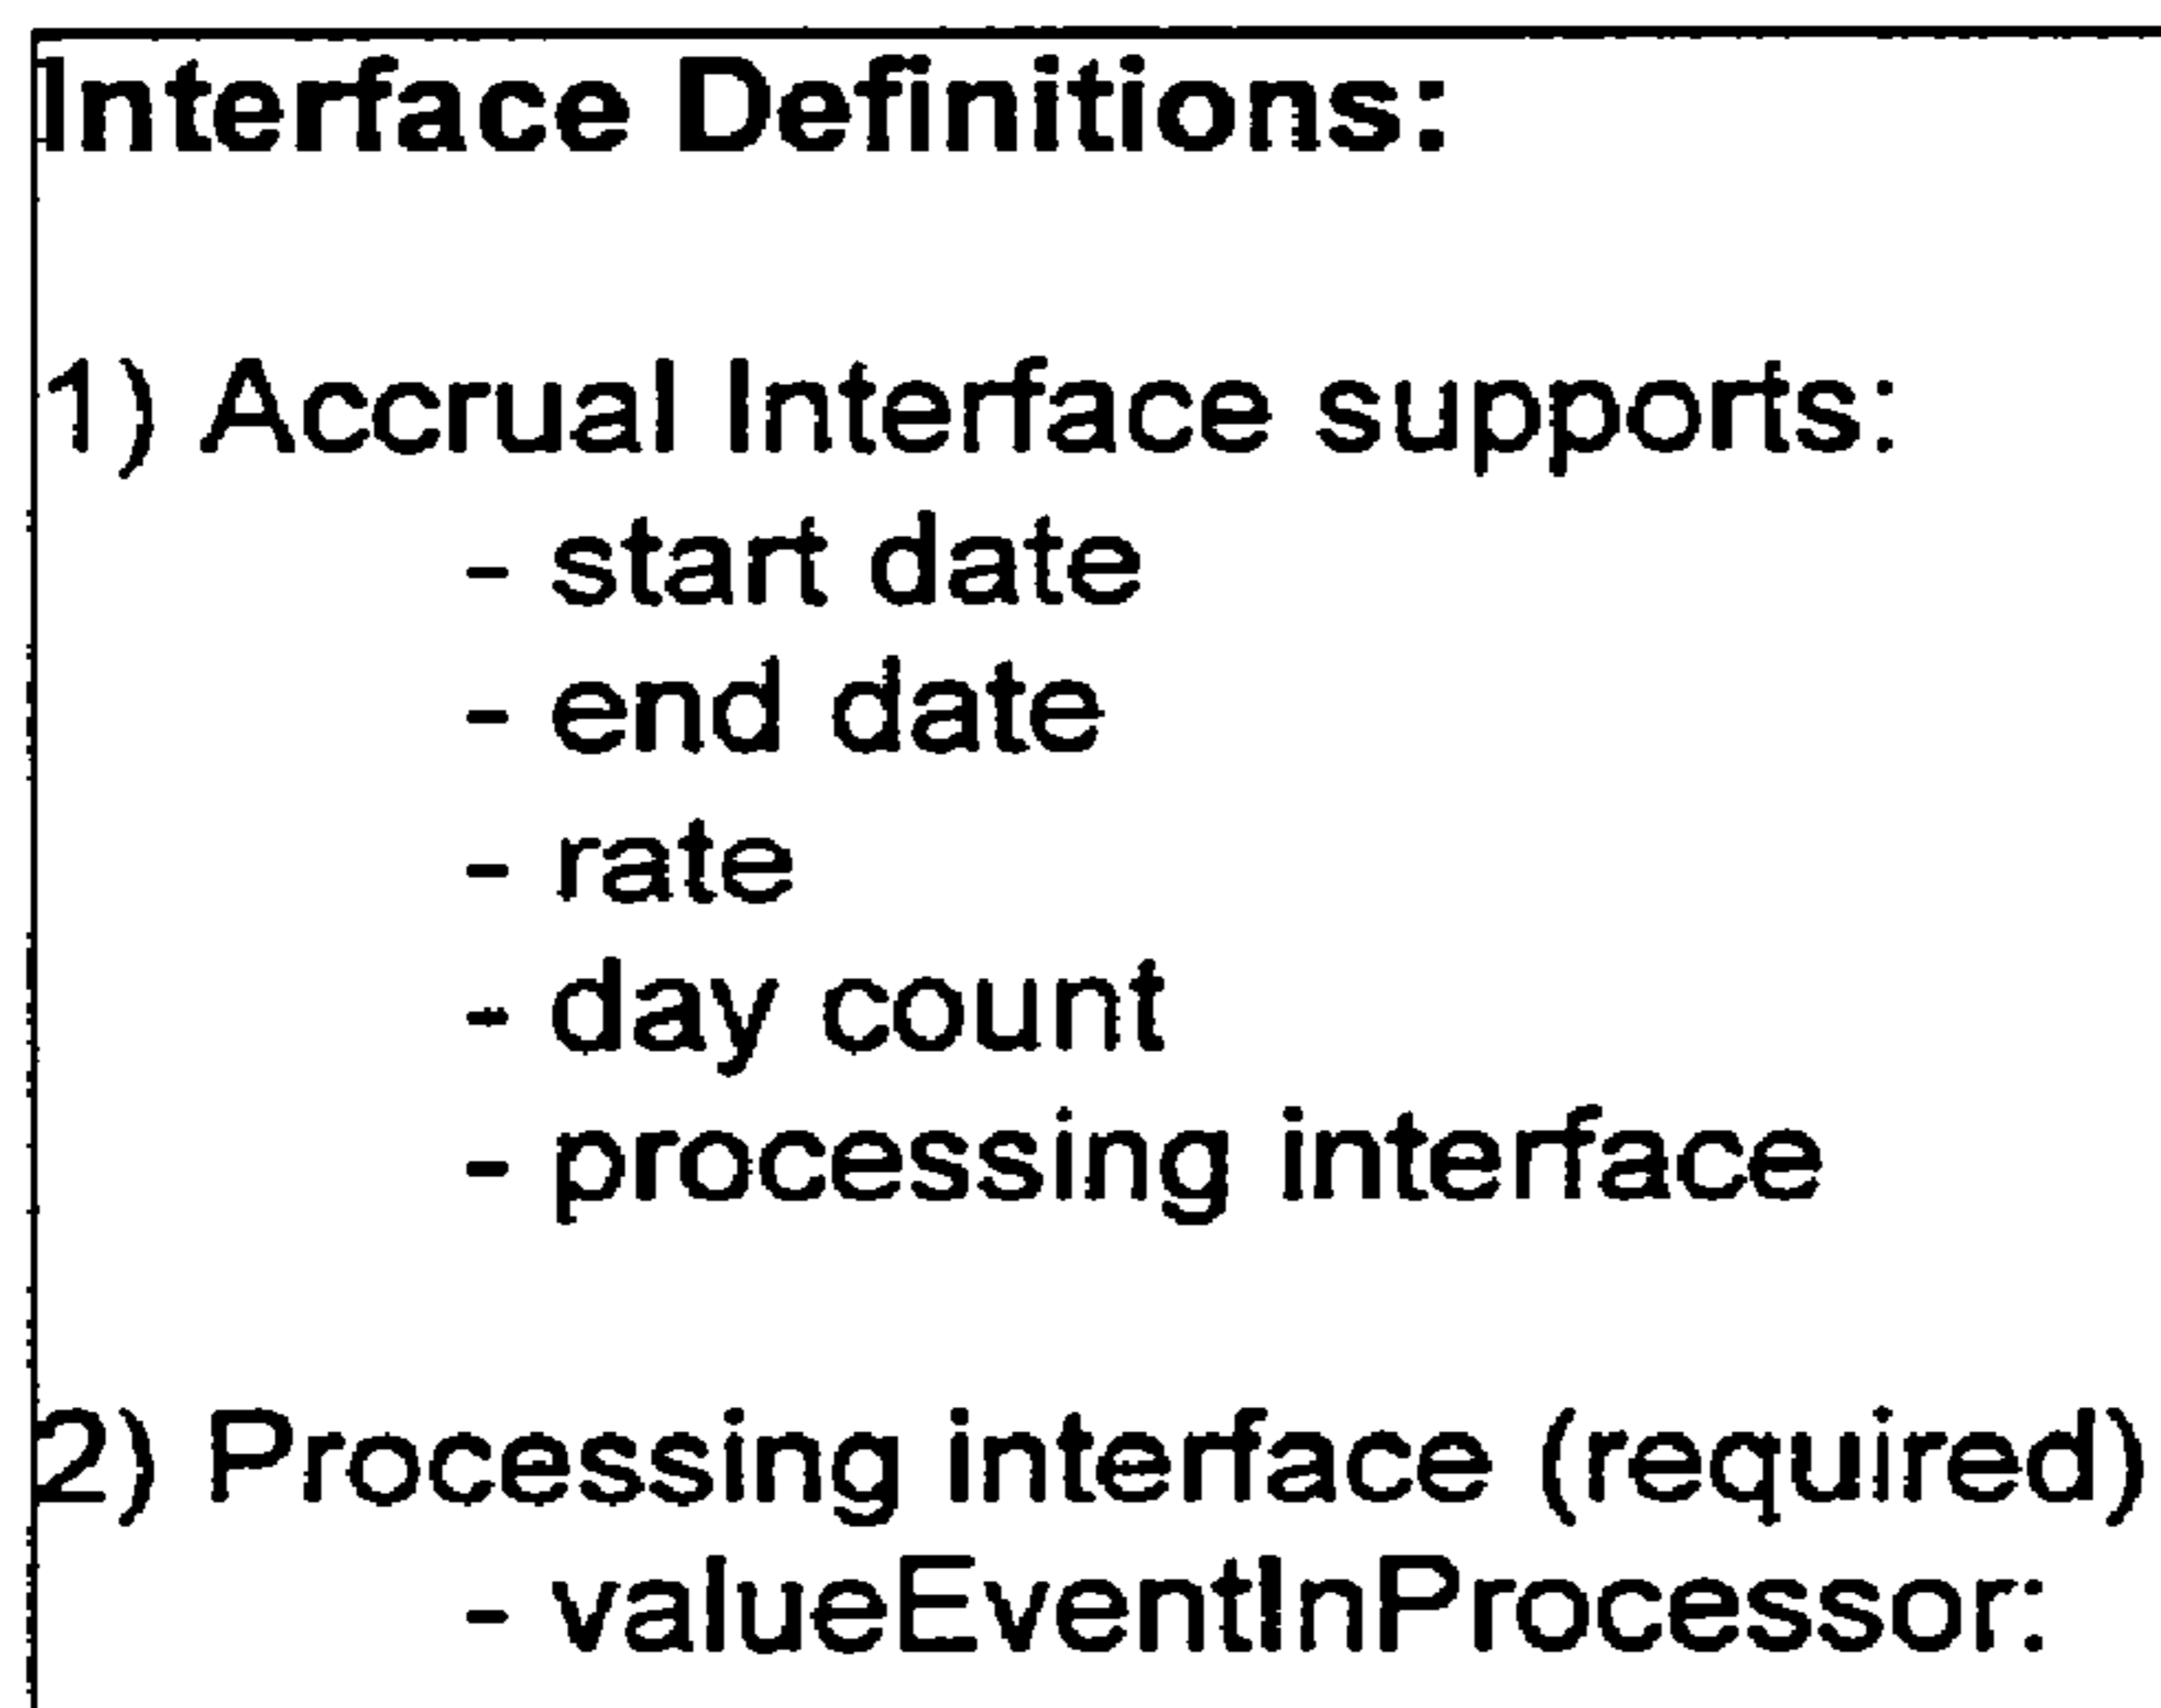 Interface Definitions:
1) Accrual Interface supports:
- start date
- end date
- rate
- day count
- processing interface
2) Processing interface (required)
- valueEventInProcessor: